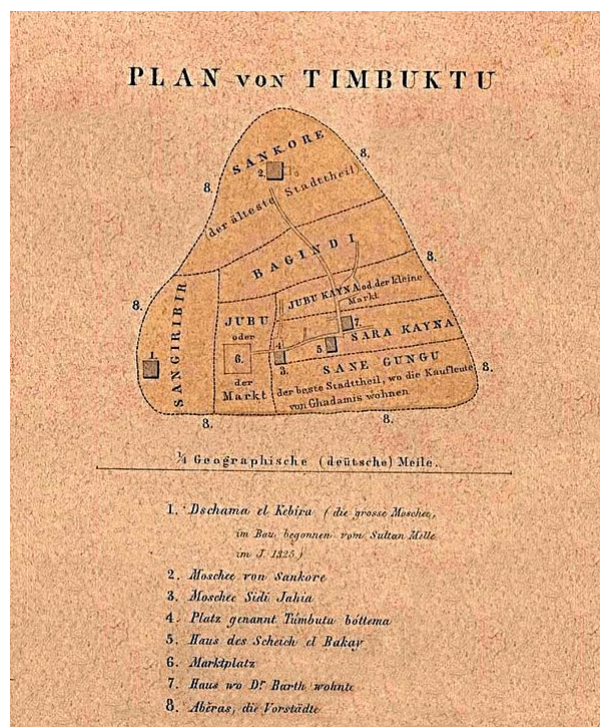 PLAN VON TIMBUKTU
SANKORE
2.
8.
8.
(der älteste Stadttheil)
BAGINDI
8.
JUBU KAYNA od. der kleine
Markt
8.
SANGIRIBIR
JUBU
oder
6.
der
Markt
7.
SARA KAYNA
4.
5.
3.
1.
SANE GUNGU
8.
der beste Stadttheil, wo die Kaufleute
von Ghadamis wohnen
8.
8.
¼ Geographische (deütsche) Meile.
1. Dschama el Kebira (die grosse Moschee,
im Bau begonnen vom Sultan Melle
im J. 1325)
2. Moschee von Sankore
3. Moschee Sidi Jahia
4. Platz genannt Túmbutu bóttema
5. Haus des Scheich el Bakay
6. Marktplatz
7. Haus wo Dr Barth wohnte
8. Abêras, die Vorstädte